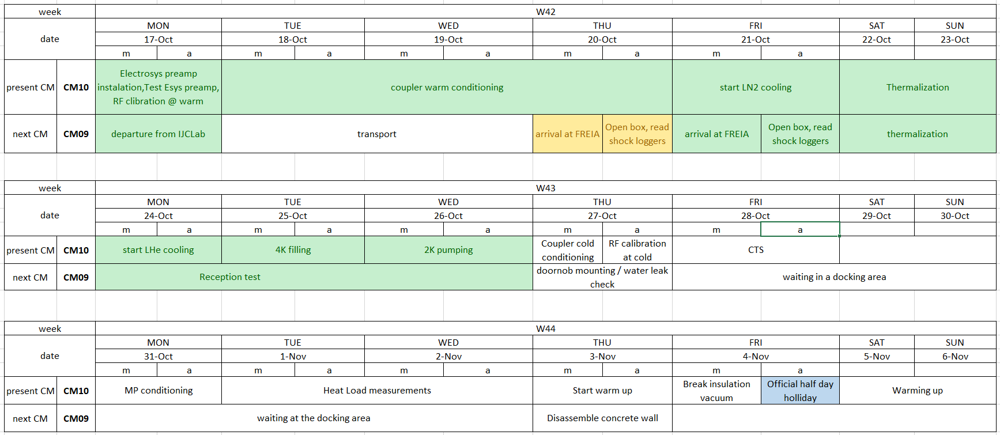 week W42
date MON TUE WED THU FRI SAT SUN
17-Oct 18-Oct 19-Oct 20-Oct 21-Oct 22-Oct 23-Oct
m a m a m a m a m a
present CM CM10 Electrosys preamp
instalation,Test Esys preamp,
RF clibration @ warm
coupler warm conditioning
start LN2 cooling
Thermalization
next CM CM09 departure from IJCLab
transport
arrival at FREIA
Open box, read
shock loggers
arrival at FREIA
Open box, read
shock loggers
thermalization
week W43
date MON TUE WED THU FRI SAT SUN
24-Oct 25-Oct 26-Oct 27-Oct 28-Oct 29-Oct 30-Oct
m a m a m a m a m a
present CM CM10 start LHe cooling
4K filling
2K pumping
Coupler cold
conditioning
RF calibration
at cold
CTS
next CM CM09 Reception test
doornob mounting / water leak
check
waiting in a docking area
week W44
date MON TUE WED THU FRI SAT SUN
31-Oct 1-Nov 2-Nov 3-Nov 4-Nov 5-Nov 6-Nov
m a m a m a m a m a
present CM CM10 MP conditioning
Heat Load measurements
Start warm up
Break insulation
vacuum
Official half day
holliday
Warming up
next CM CM09 waiting at the docking area
Disassemble concrete wall